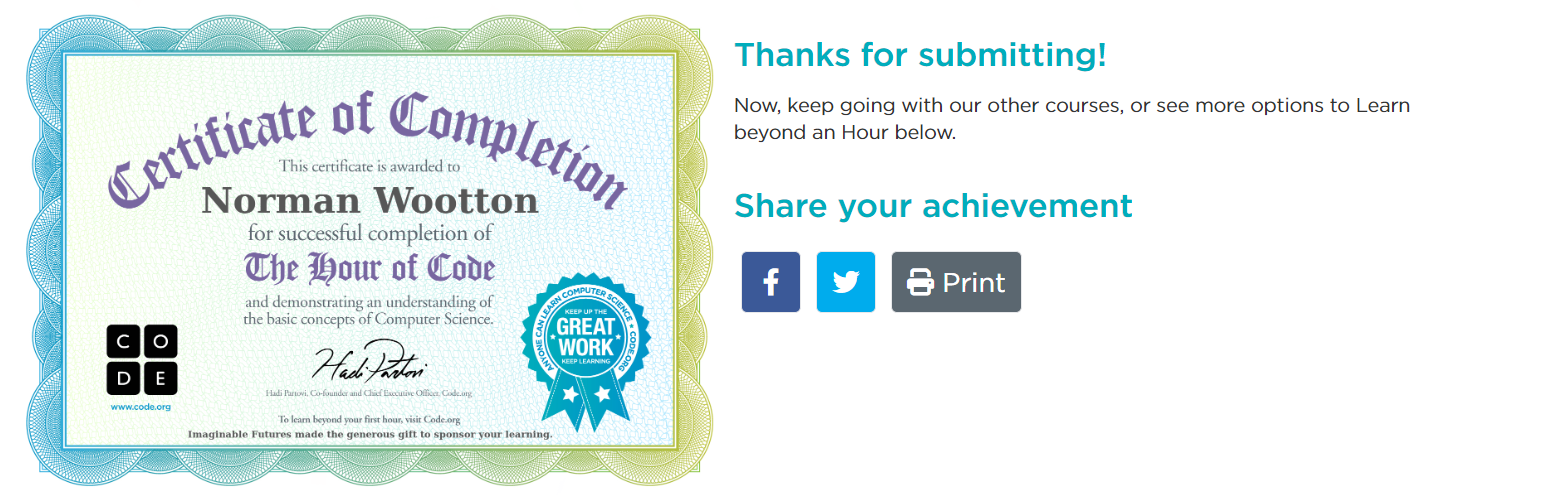 Certificate of Completion
This certificate is awarded to
Norman Wootton
for successful completion of
The Hour of Code
and demonstrating an understanding of
the basic concepts of Computer Science.
C O
D E
www.code.org
Hadi Partovi
Hadi Partovi, Co-founder and Chief Executive Officer, Code.org
To learn beyond your first hour, visit Code.org
Imaginable Futures made the generous gift to sponsor your learning.
ANYONE CAN LEARN COMPUTER SCIENCE ★ CODE.ORG
KEEP UP THE
GREAT
WORK
KEEP LEARNING
Thanks for submitting!
Now, keep going with our other courses, or see more options to Learn
beyond an Hour below.
Share your achievement
Print